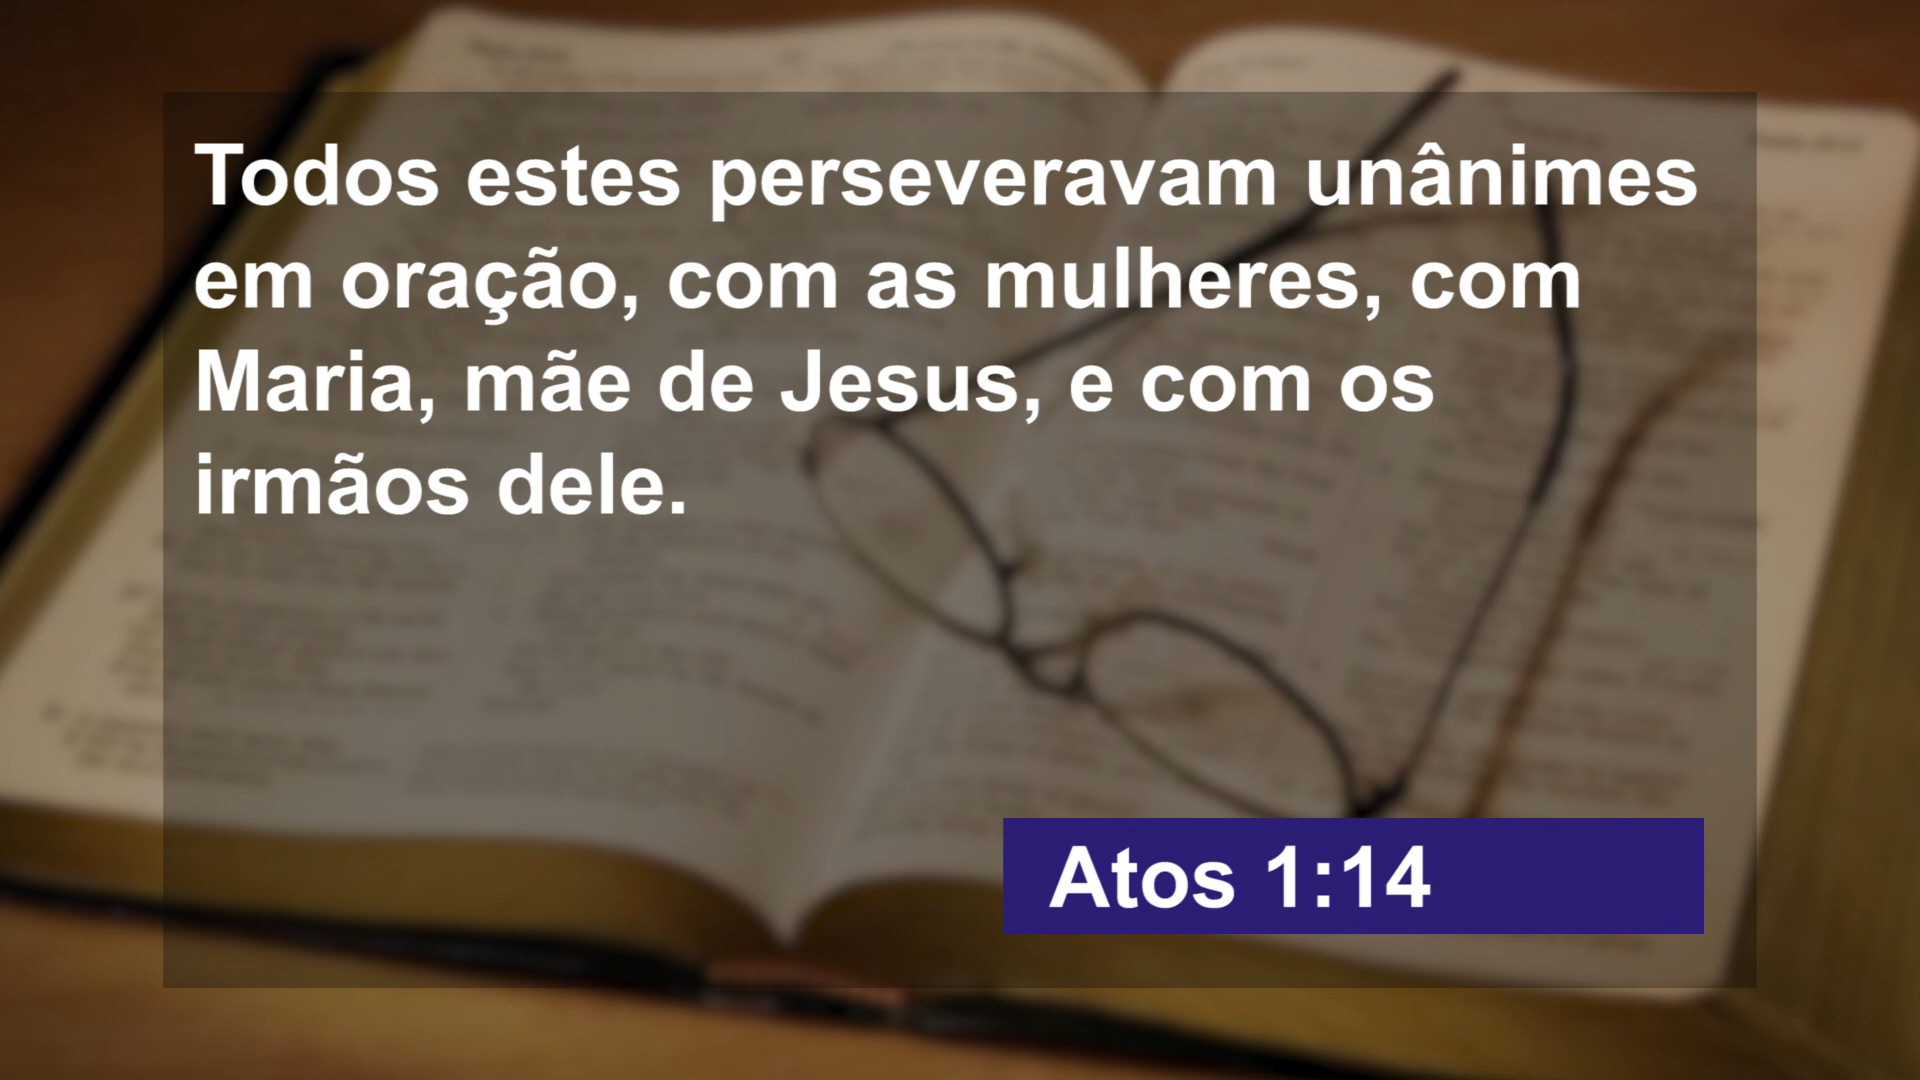 Todos estes perseveravam unânimes
em oração, com as mulheres, com
Maria, mãe de Jesus, e com os
irmãos dele.
Atos 1:14